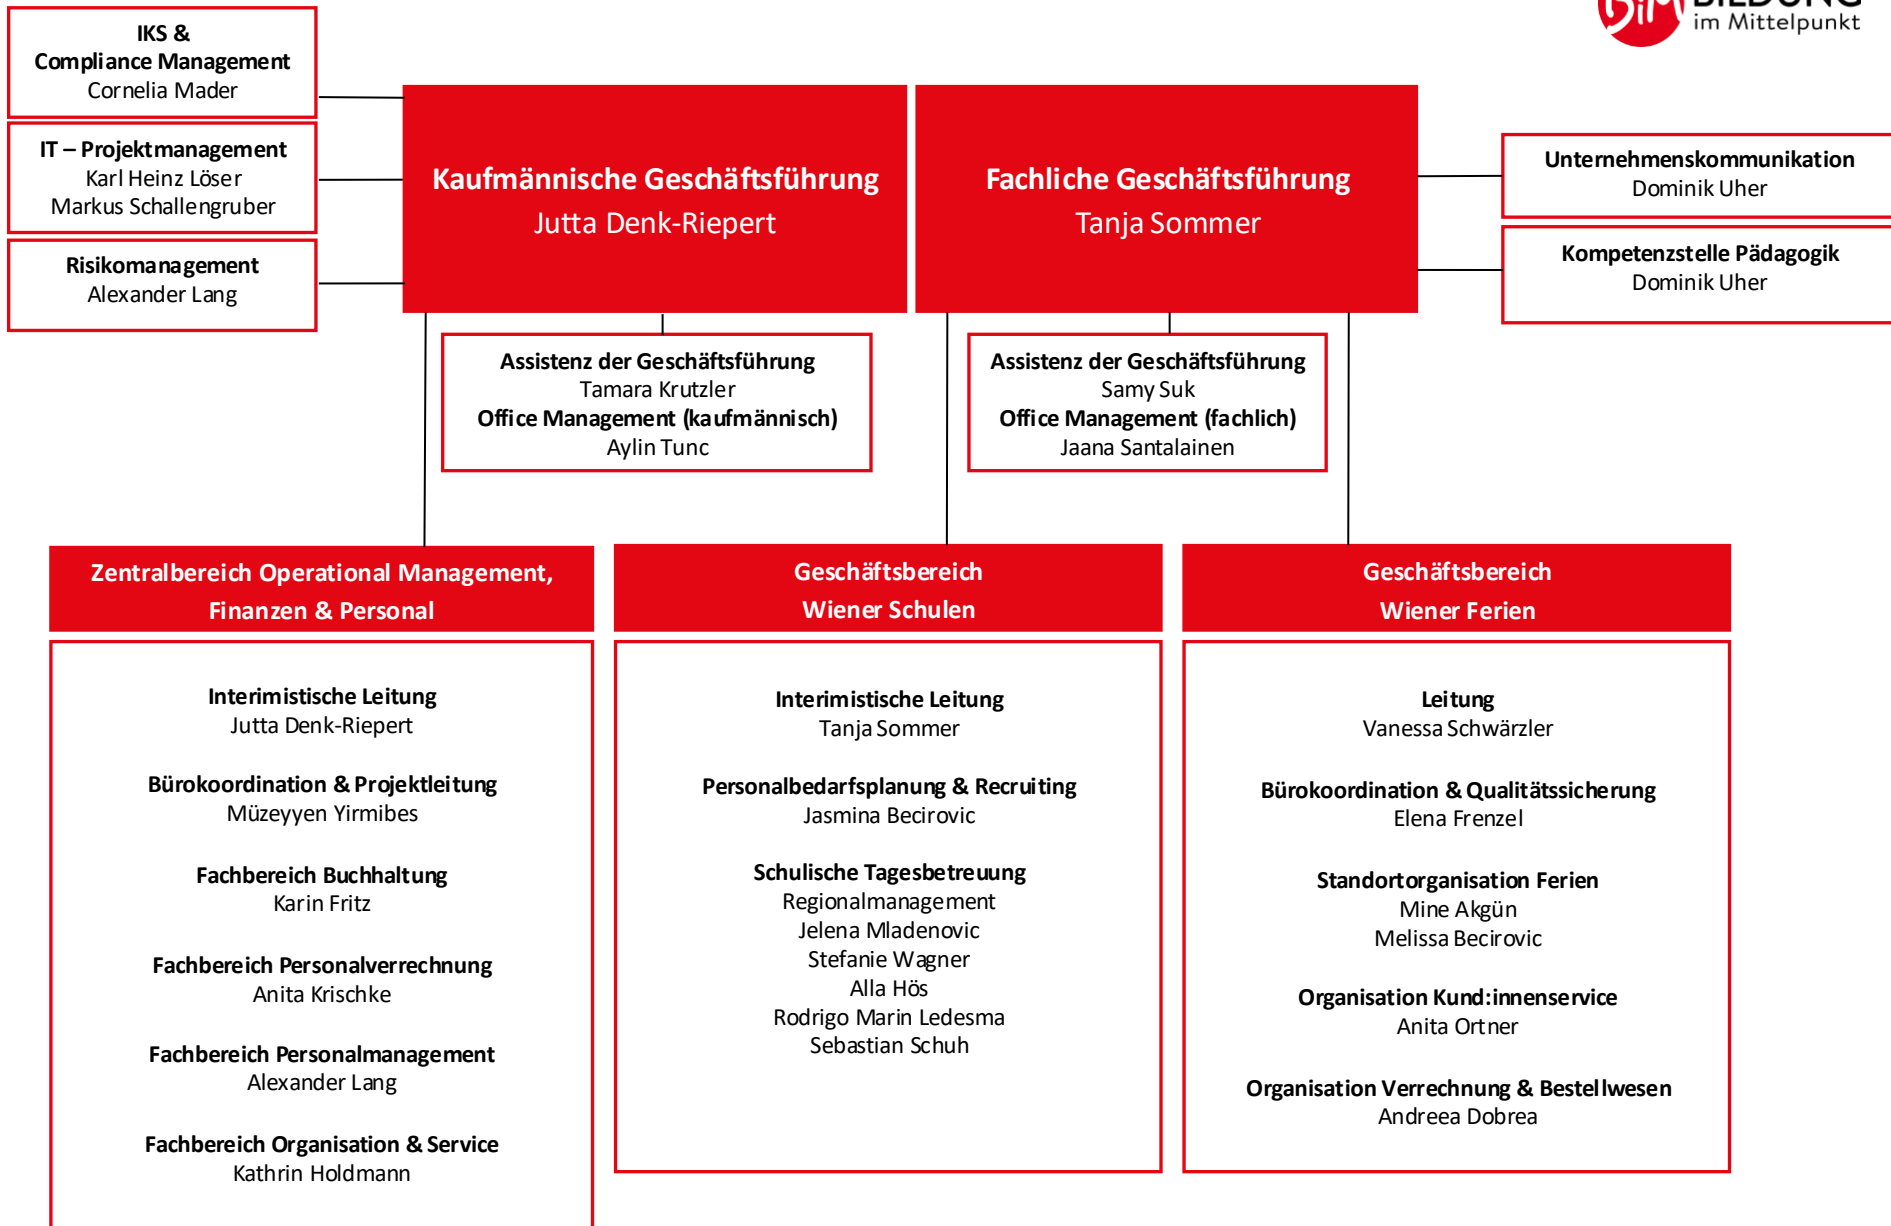 BiM BILDUNG
im Mittelpunkt
IKS &
Compliance Management
Cornelia Mader
IT – Projektmanagement
Karl Heinz Löser
Markus Schallengruber
Risikomanagement
Alexander Lang
Kaufmännische Geschäftsführung
Jutta Denk-Riepert
Fachliche Geschäftsführung
Tanja Sommer
Unternehmenskommunikation
Dominik Uher
Kompetenzstelle Pädagogik
Dominik Uher
Assistenz der Geschäftsführung
Tamara Krutzler
Office Management (kaufmännisch)
Aylin Tunc
Assistenz der Geschäftsführung
Samy Suk
Office Management (fachlich)
Jaana Santalainen
Zentralbereich Operational Management,
Finanzen & Personal
Interimistische Leitung
Jutta Denk-Riepert
Bürokoordination & Projektleitung
Müzeyyen Yirmibes
Fachbereich Buchhaltung
Karin Fritz
Fachbereich Personalverrechnung
Anita Krischke
Fachbereich Personalmanagement
Alexander Lang
Fachbereich Organisation & Service
Kathrin Holdmann
Geschäftsbereich
Wiener Schulen
Interimistische Leitung
Tanja Sommer
Personalbedarfsplanung & Recruiting
Jasmina Becirovic
Schulische Tagesbetreuung
Regionalmanagement
Jelena Mladenovic
Stefanie Wagner
Alla Hös
Rodrigo Marin Ledesma
Sebastian Schuh
Geschäftsbereich
Wiener Ferien
Leitung
Vanessa Schwärzler
Bürokoordination & Qualitätssicherung
Elena Frenzel
Standortorganisation Ferien
Mine Akgün
Melissa Becirovic
Organisation Kund:innenservice
Anita Ortner
Organisation Verrechnung & Bestellwesen
Andreea Dobrea